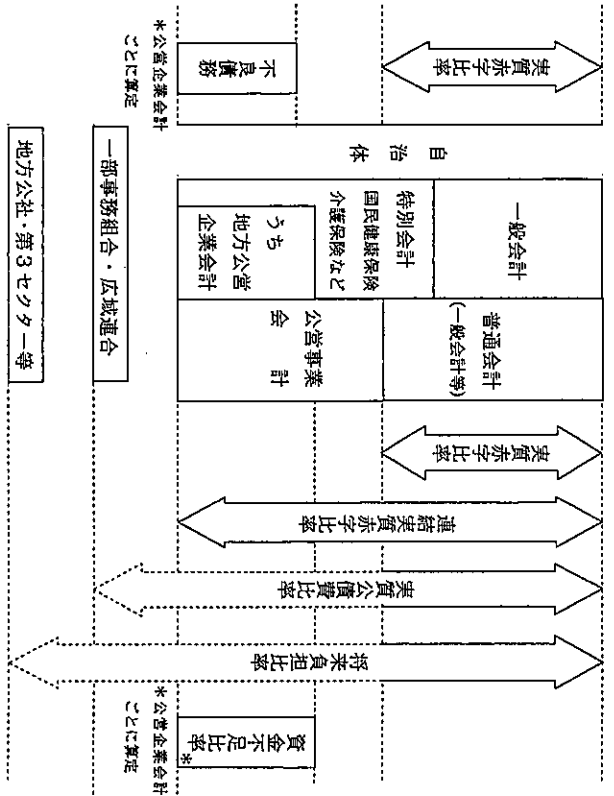 実質赤字比率
不良債務
＊公営企業会計
ごとに算定
自治体
一般会計
特別会計
国民健康保険
介護保険など
うち
地方公営
企業会計
普通会計
(一般会計等)
公営事業
会計
実質赤字比率
連結実質赤字比率
実質公債費比率
将来負担比率
資金不足比率
＊
＊公営企業会計
ごとに算定
一部事務組合・広域連合
地方公社・第3セクター等